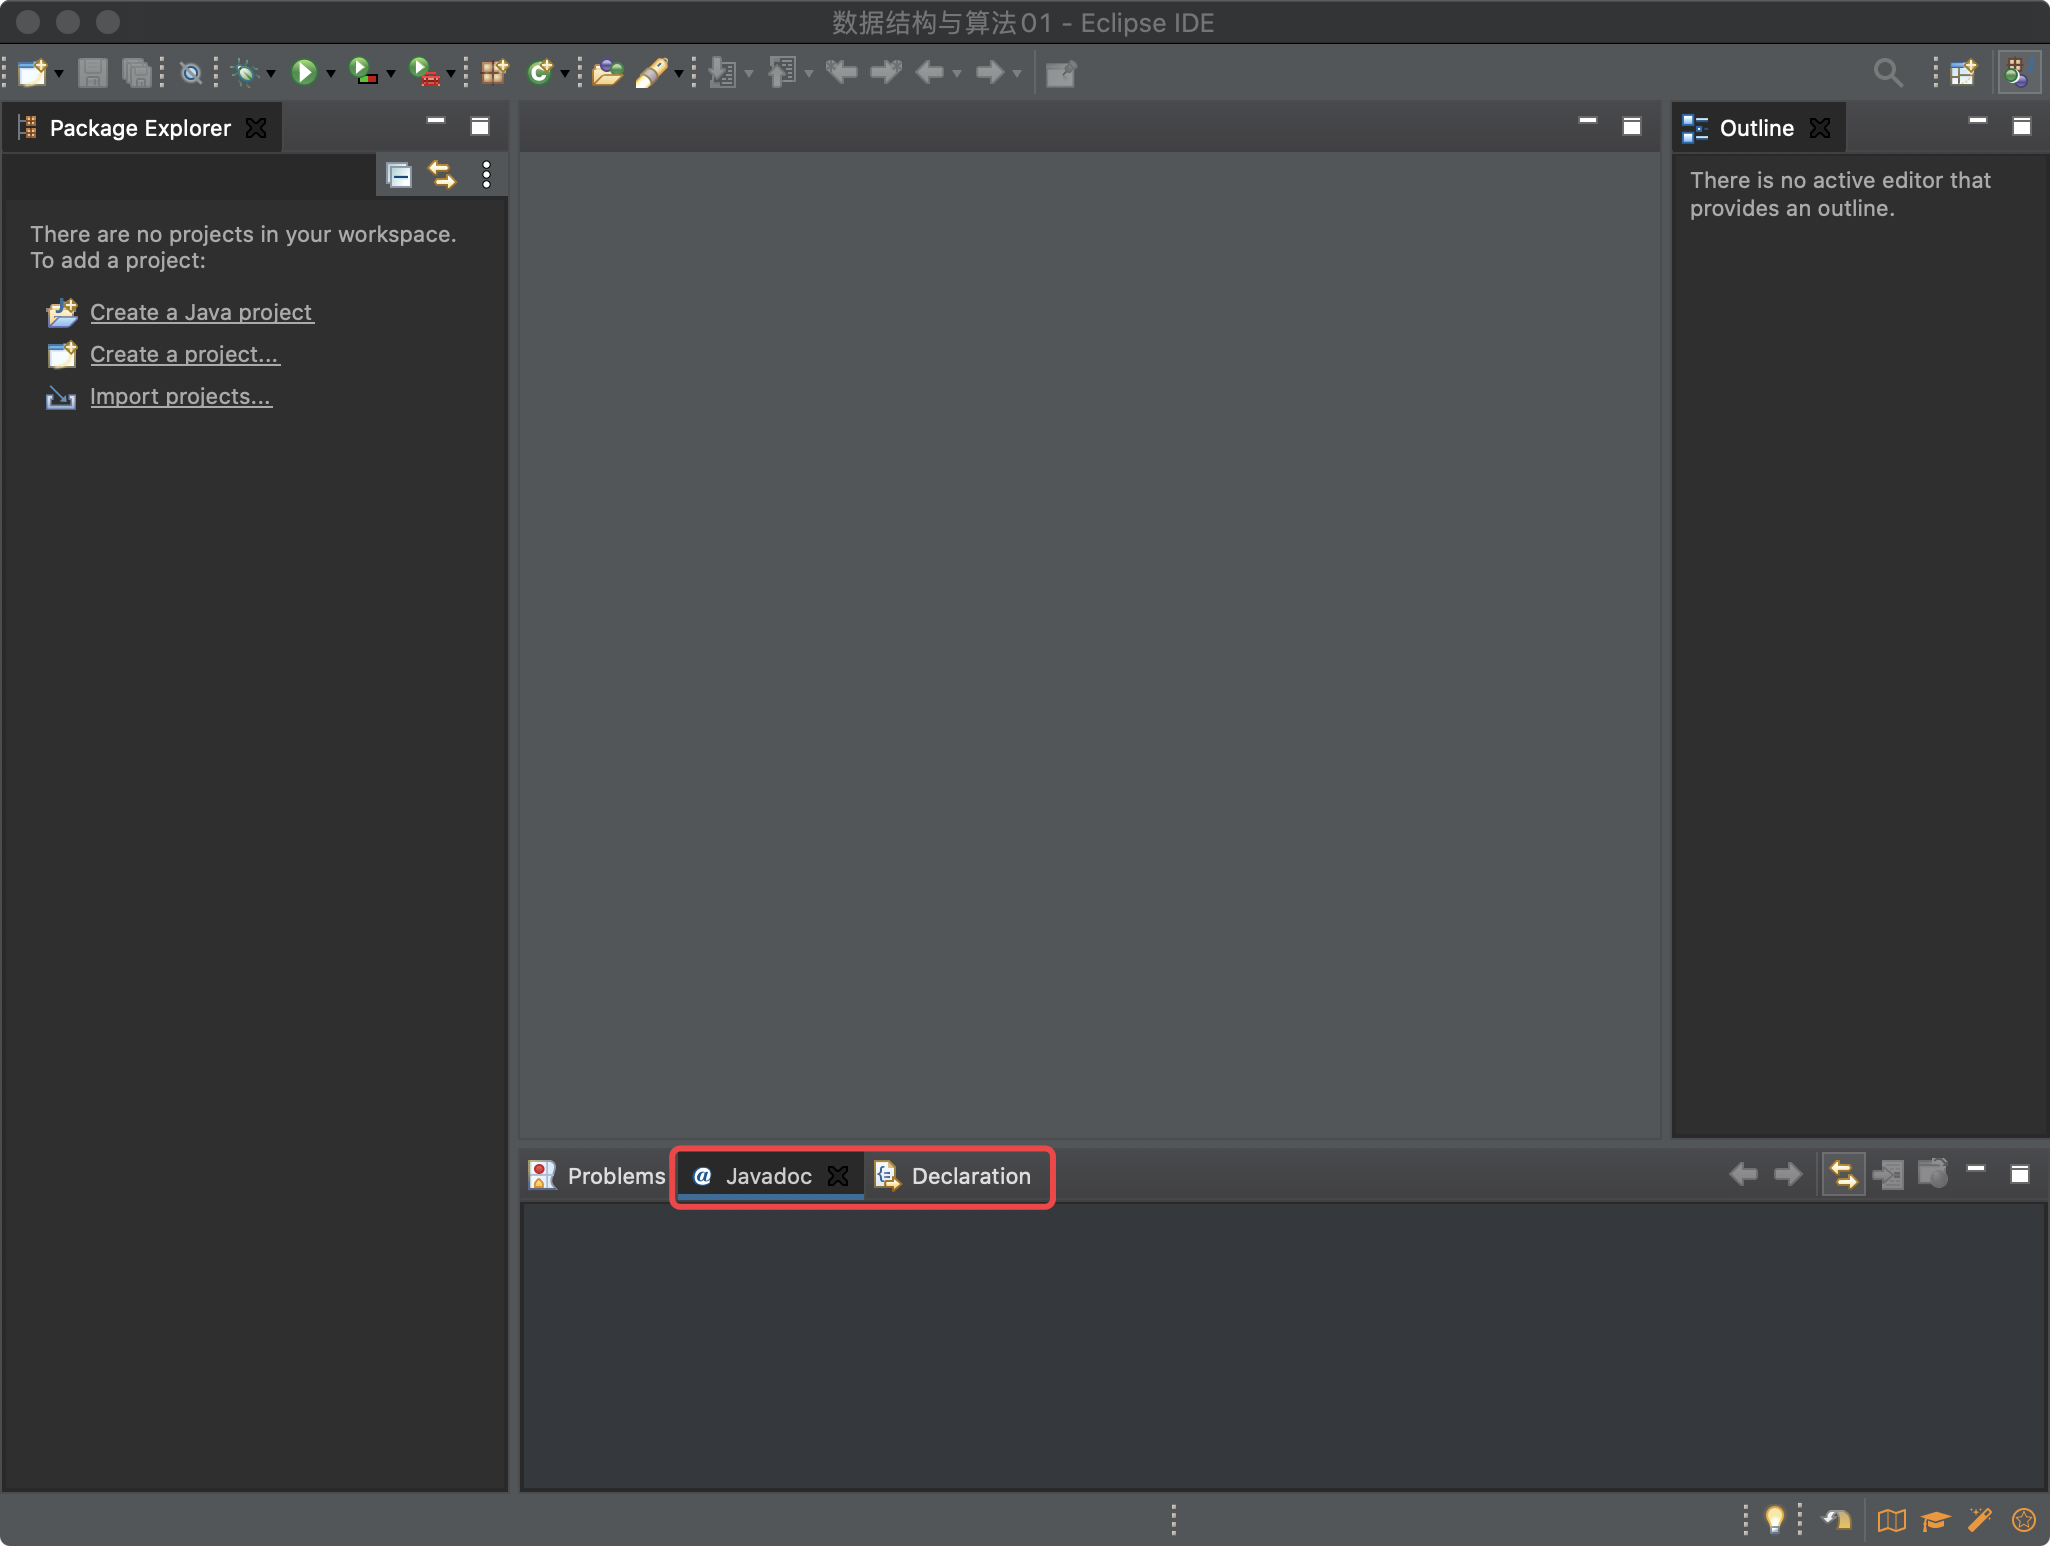 数据结构与算法01 - Eclipse IDE
Package Explorer
There are no projects in your workspace.
To add a project:
Create a Java project
Create a project...
Import projects...
Outline
There is no active editor that
provides an outline.
Problems
@ Javadoc
Declaration